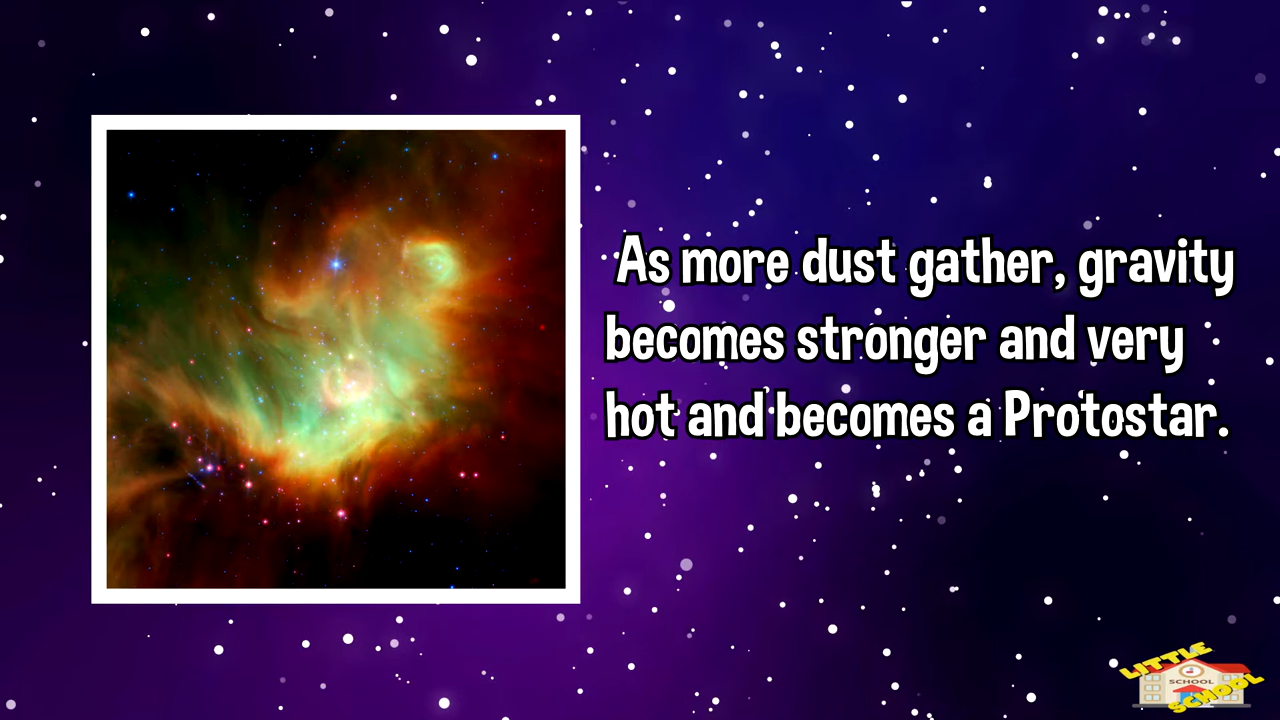 As more dust gather, gravity
becomes stronger and very
hot and becomes a Protostar.
LITTLE
SCHOOL
SCHOOL